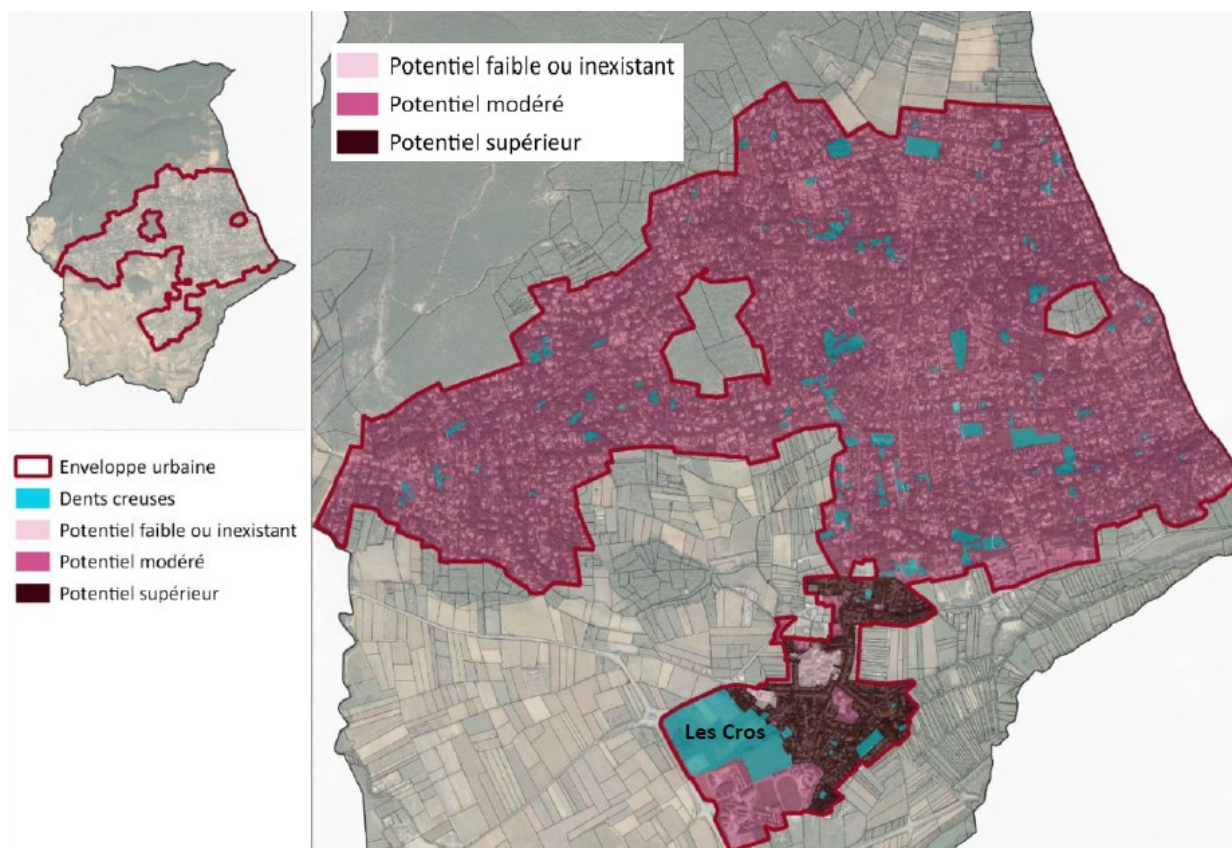 Potentiel faible ou inexistant
Potentiel modéré
Potentiel supérieur
Enveloppe urbaine
Dents creuses
Potentiel faible ou inexistant
Potentiel modéré
Potentiel supérieur
Les Cros